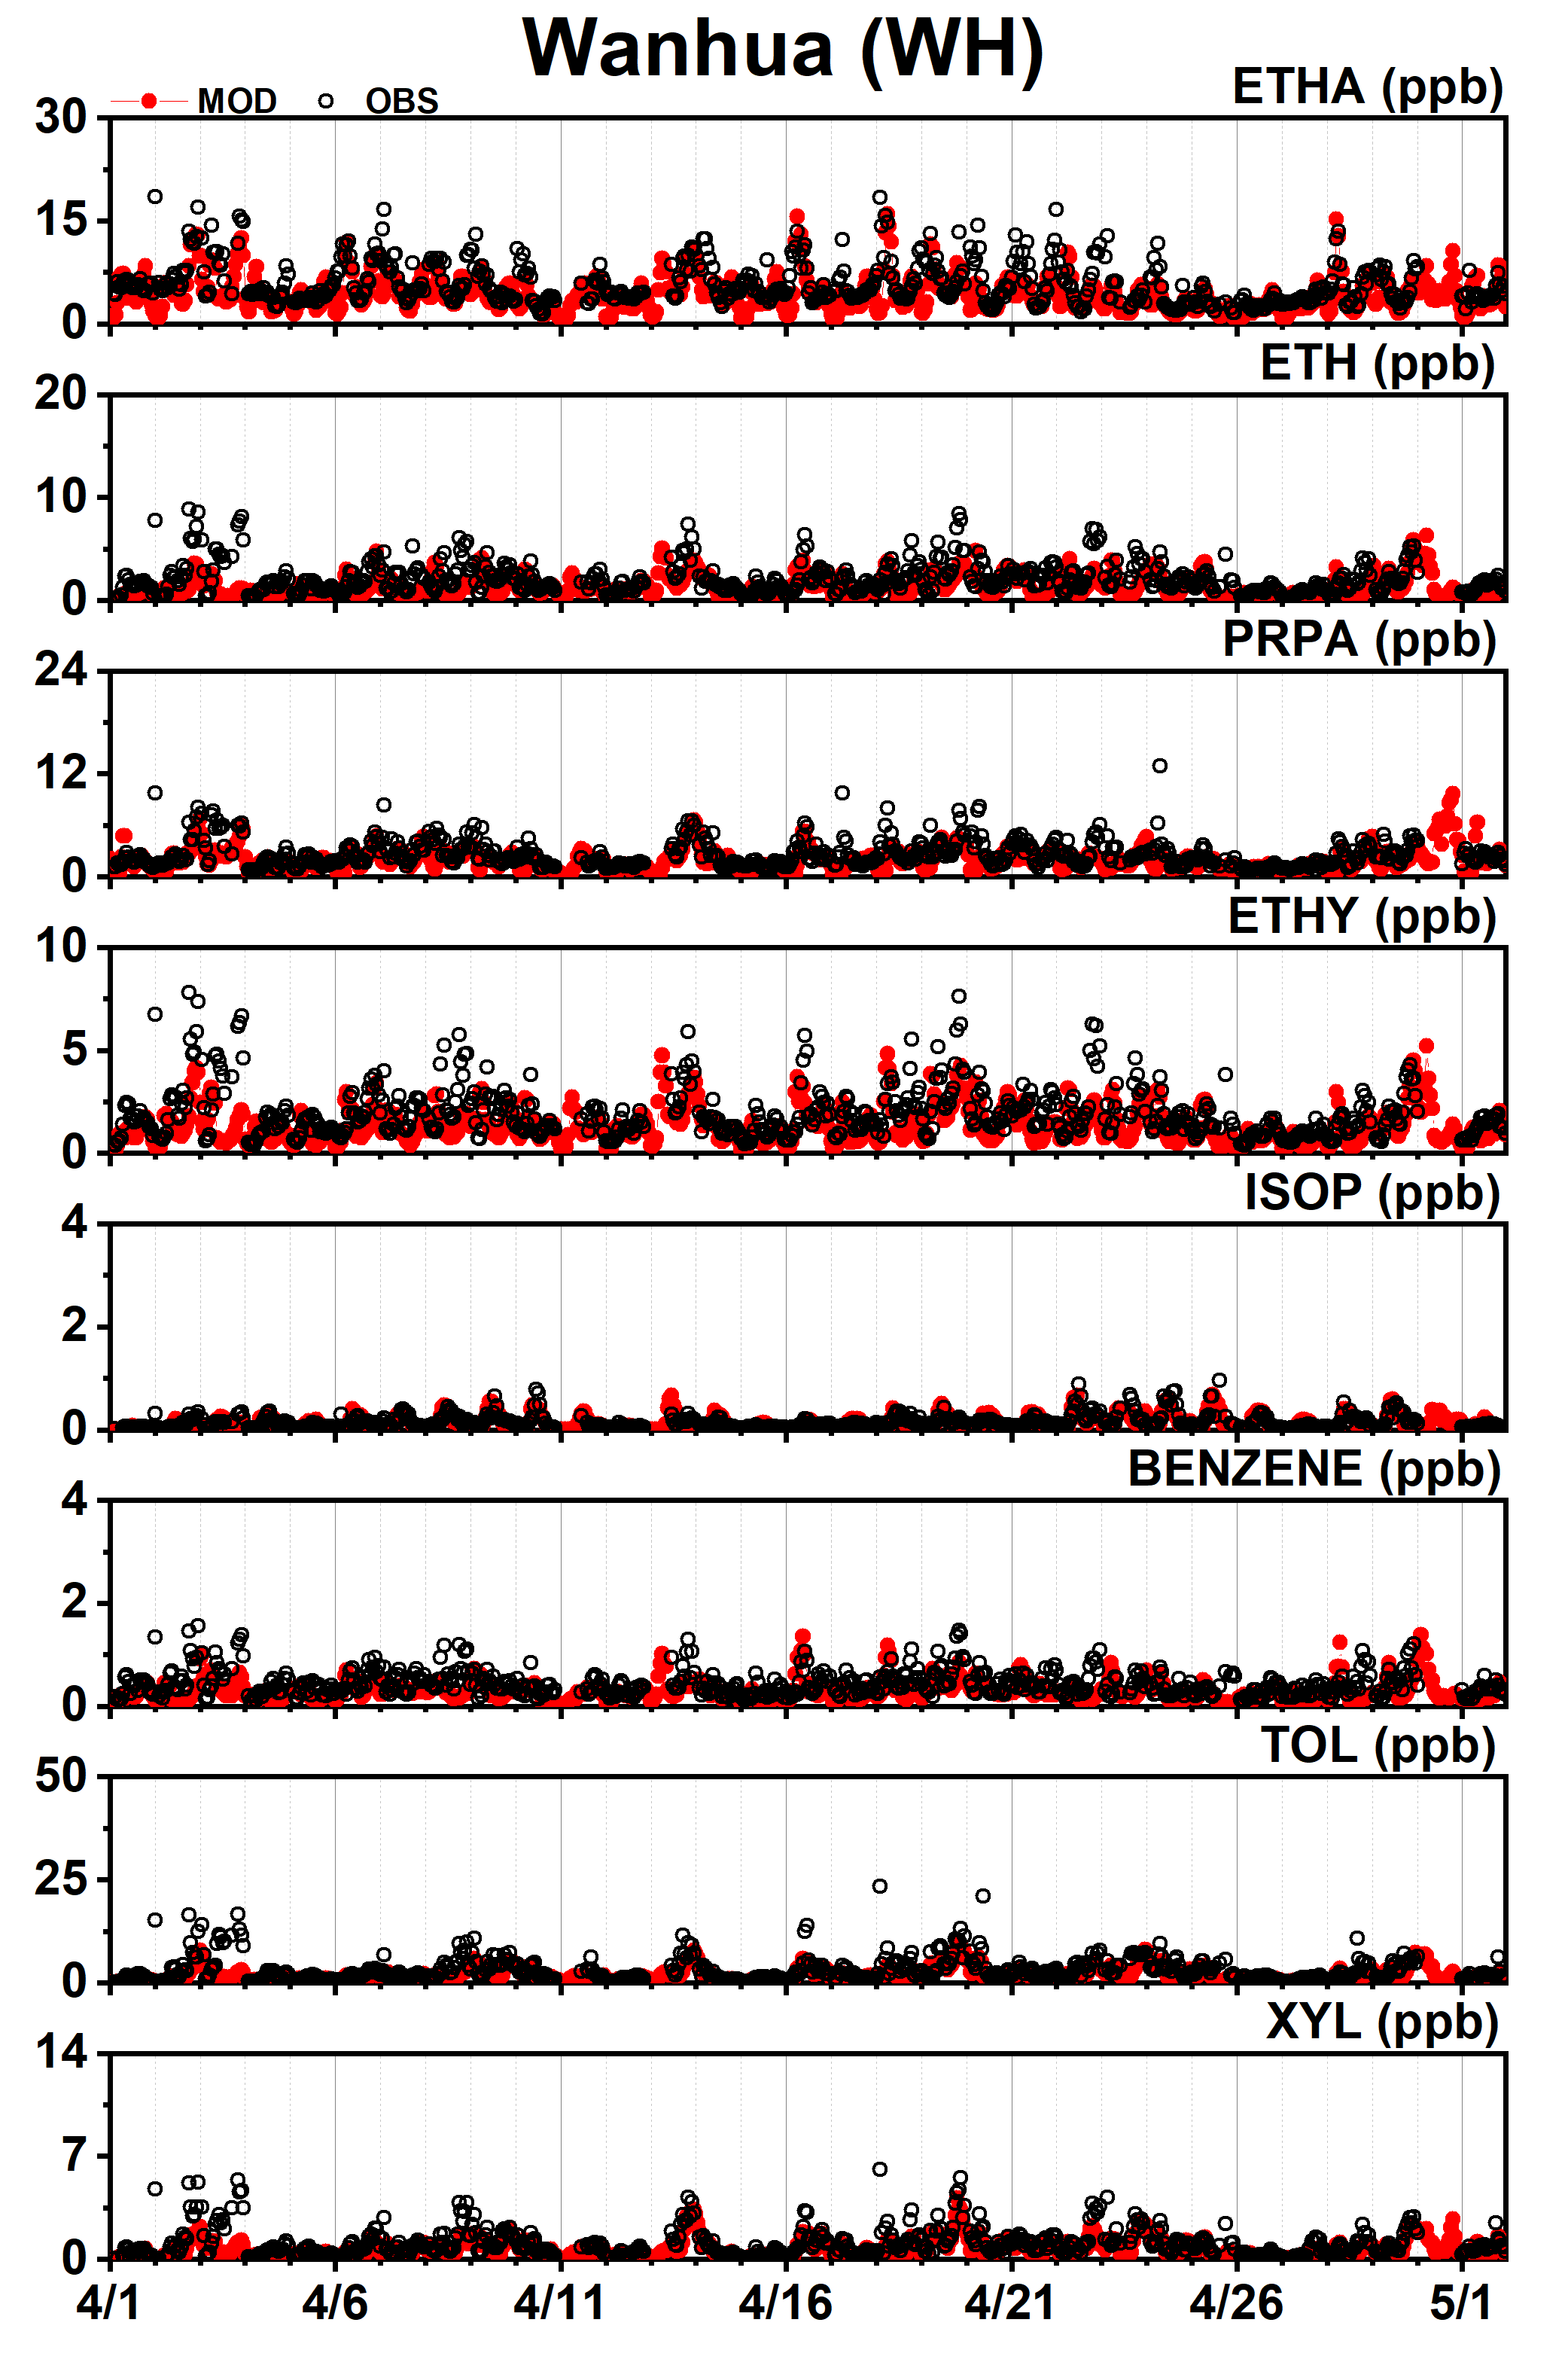 Wanhua (WH)
MOD OBS ETHA (ppb)
30
15
0
ETH (ppb)
20
10
0
PRPA (ppb)
24
12
0
ETHY (ppb)
10
5
0
ISOP (ppb)
4
2
0
BENZENE (ppb)
4
2
0
TOL (ppb)
50
25
0
XYL (ppb)
14
7
0
4/1 4/6 4/11 4/16 4/21 4/26 5/1